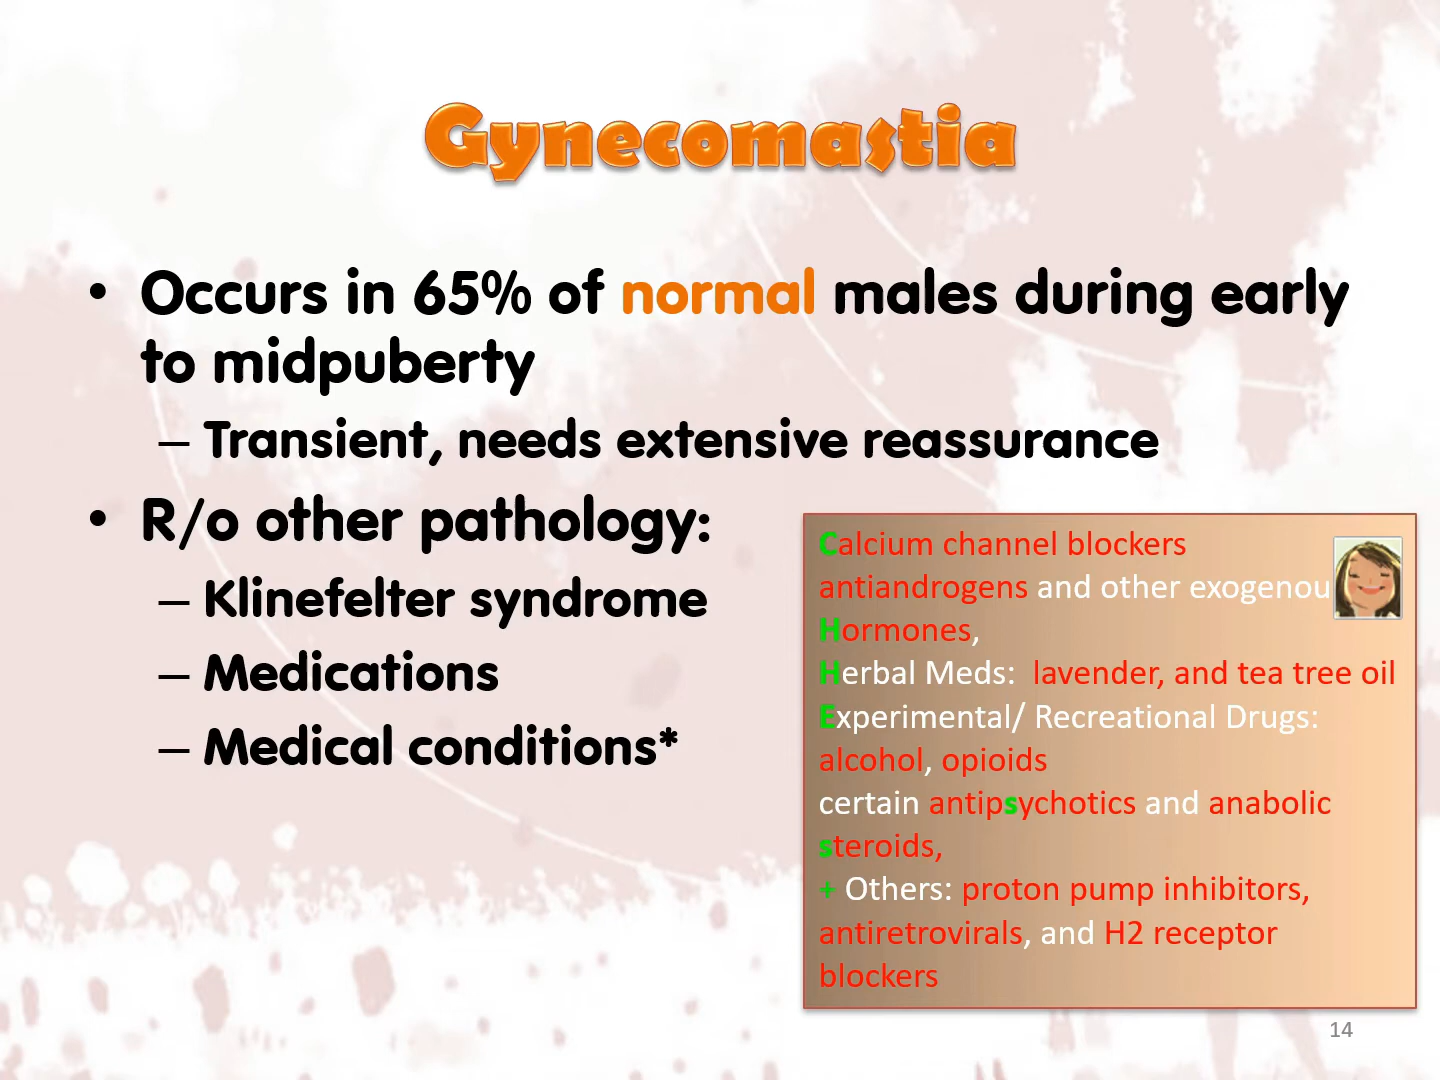 Gynecomastia
• Occurs in 65% of normal males during early
to midpuberty
– Transient, needs extensive reassurance
• R/o other pathology:
– Klinefelter syndrome
– Medications
– Medical conditions*
Calcium channel blockers
antiandrogens and other exogenou
Hormones,
Herbal Meds: lavender, and tea tree oil
Experimental/ Recreational Drugs:
alcohol, opioids
certain antipsychotics and anabolic
steroids,
+ Others: proton pump inhibitors,
antiretrovirals, and H2 receptor
blockers
14